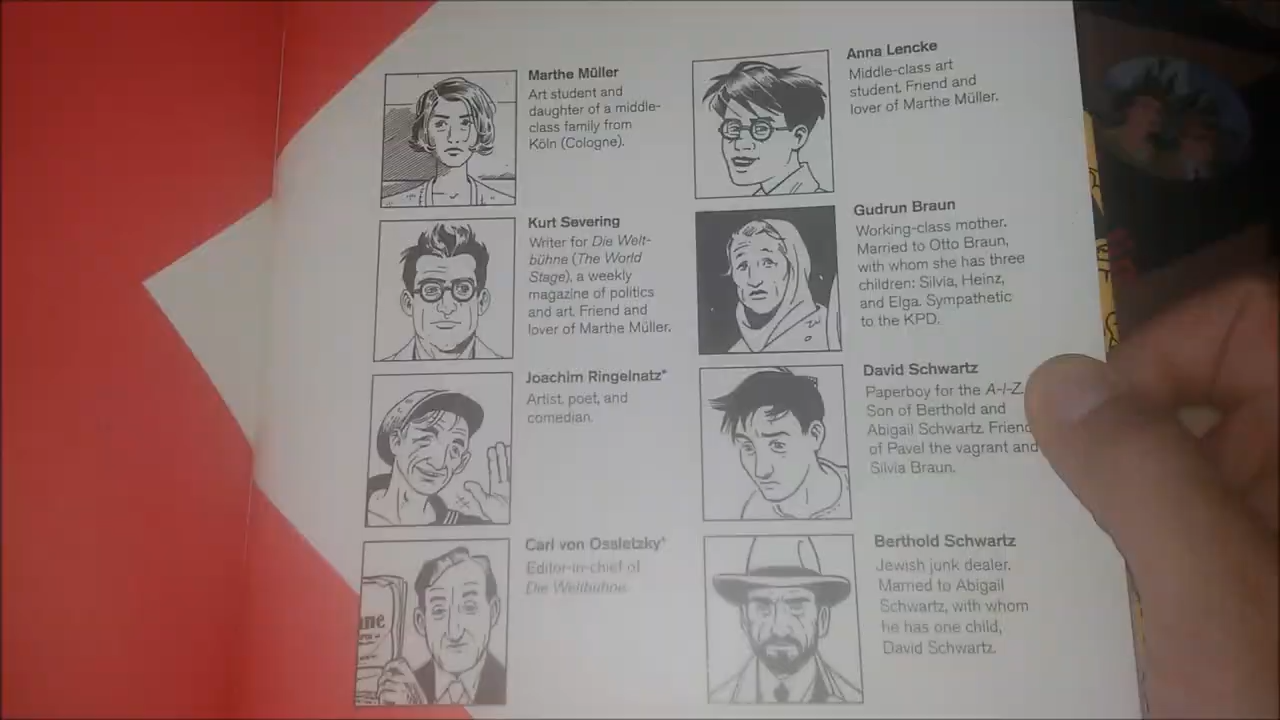 Marthe Müller
Art student and
daughter of a middle-
class family from
Köln (Cologne).
Kurt Severing
Writer for Die Welt-
bühne (The World
Stage), a weekly
magazine of politics
and art. Friend and
lover of Marthe Müller.
Joachim Ringelnatz*
Artist, poet, and
comedian.
Carl von Ossietzky*
Editor-in-chief of
Die Weltbühne.
ne
Anna Lencke
Middle-class art
student. Friend and
lover of Marthe Müller.
Gudrun Braun
Working-class mother.
Married to Otto Braun,
with whom she has three
children: Silvia, Heinz,
and Elga. Sympathetic
to the KPD.
David Schwartz
Paperboy for the A-I-Z.
Son of Berthold and
Abigail Schwartz. Friend
of Pavel the vagrant and
Silvia Braun.
Berthold Schwartz
Jewish junk dealer.
Married to Abigail
Schwartz, with whom
he has one child,
David Schwartz.